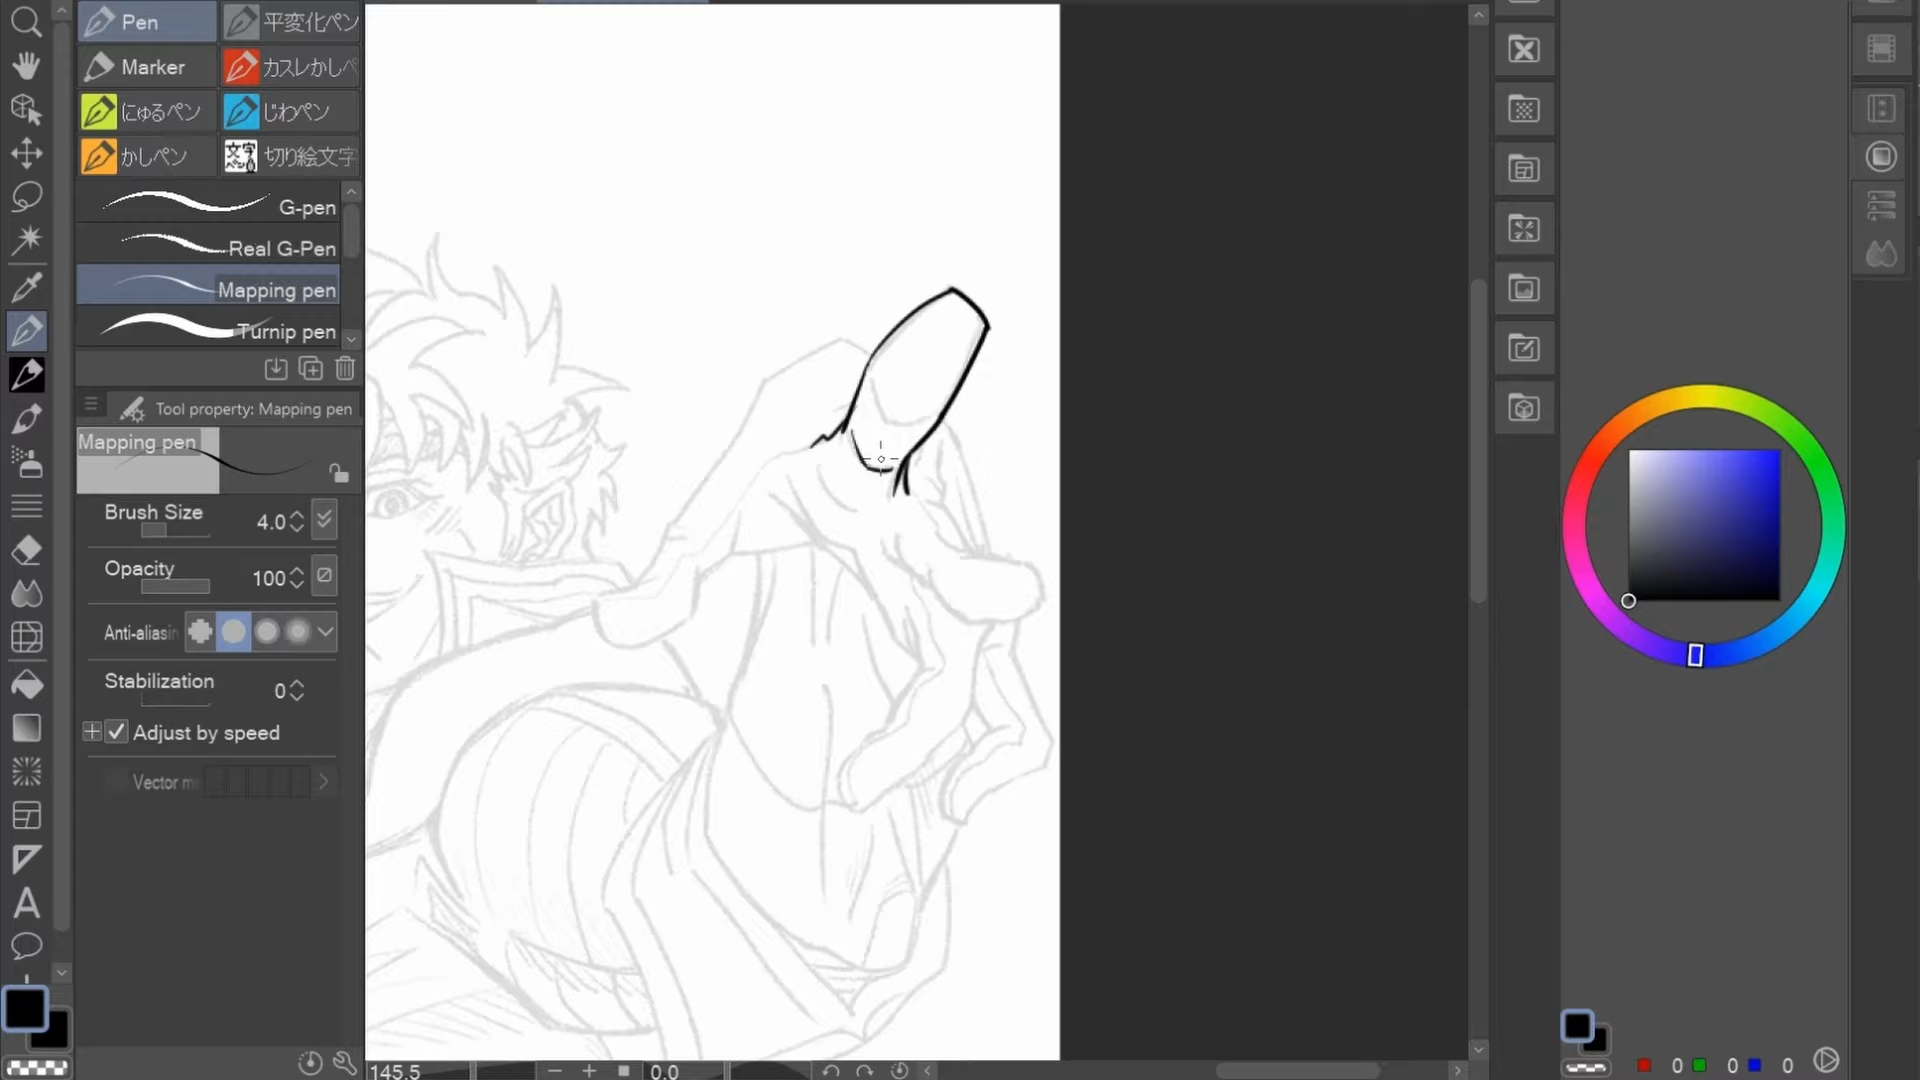 Pen
平変化ペン
Marker
カスレかしペ
にゅるペン
じわペン
かしペン
切り絵文字
G-pen
Real G-Pen
Mapping pen
Turnip pen
Tool property: Mapping pen
Mapping pen
Brush Size 4.0
Opacity 100
Anti-aliasin
Stabilization 0
Adjust by speed
Vector m
145.5
0.0
0 0 0